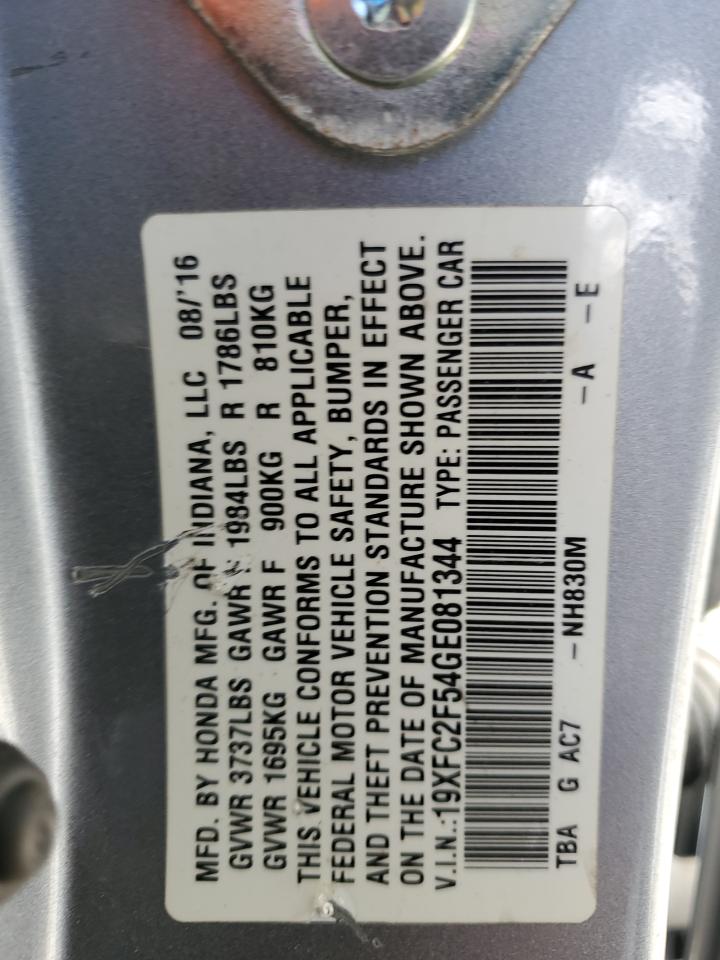 MFD. BY HONDA MFG. OF INDIANA, LLC 08/'16
GVWR 3737LBS GAWR F 1984LBS R 1786LBS
GVWR 1695KG GAWR F 900KG R 810KG
THIS VEHICLE CONFORMS TO ALL APPLICABLE
FEDERAL MOTOR VEHICLE SAFETY, BUMPER,
AND THEFT PREVENTION STANDARDS IN EFFECT
ON THE DATE OF MANUFACTURE SHOWN ABOVE.
V.I.N.:19XFC2F54GE081344 TYPE: PASSENGER CAR
TBA G AC7 -NH830M -A -E